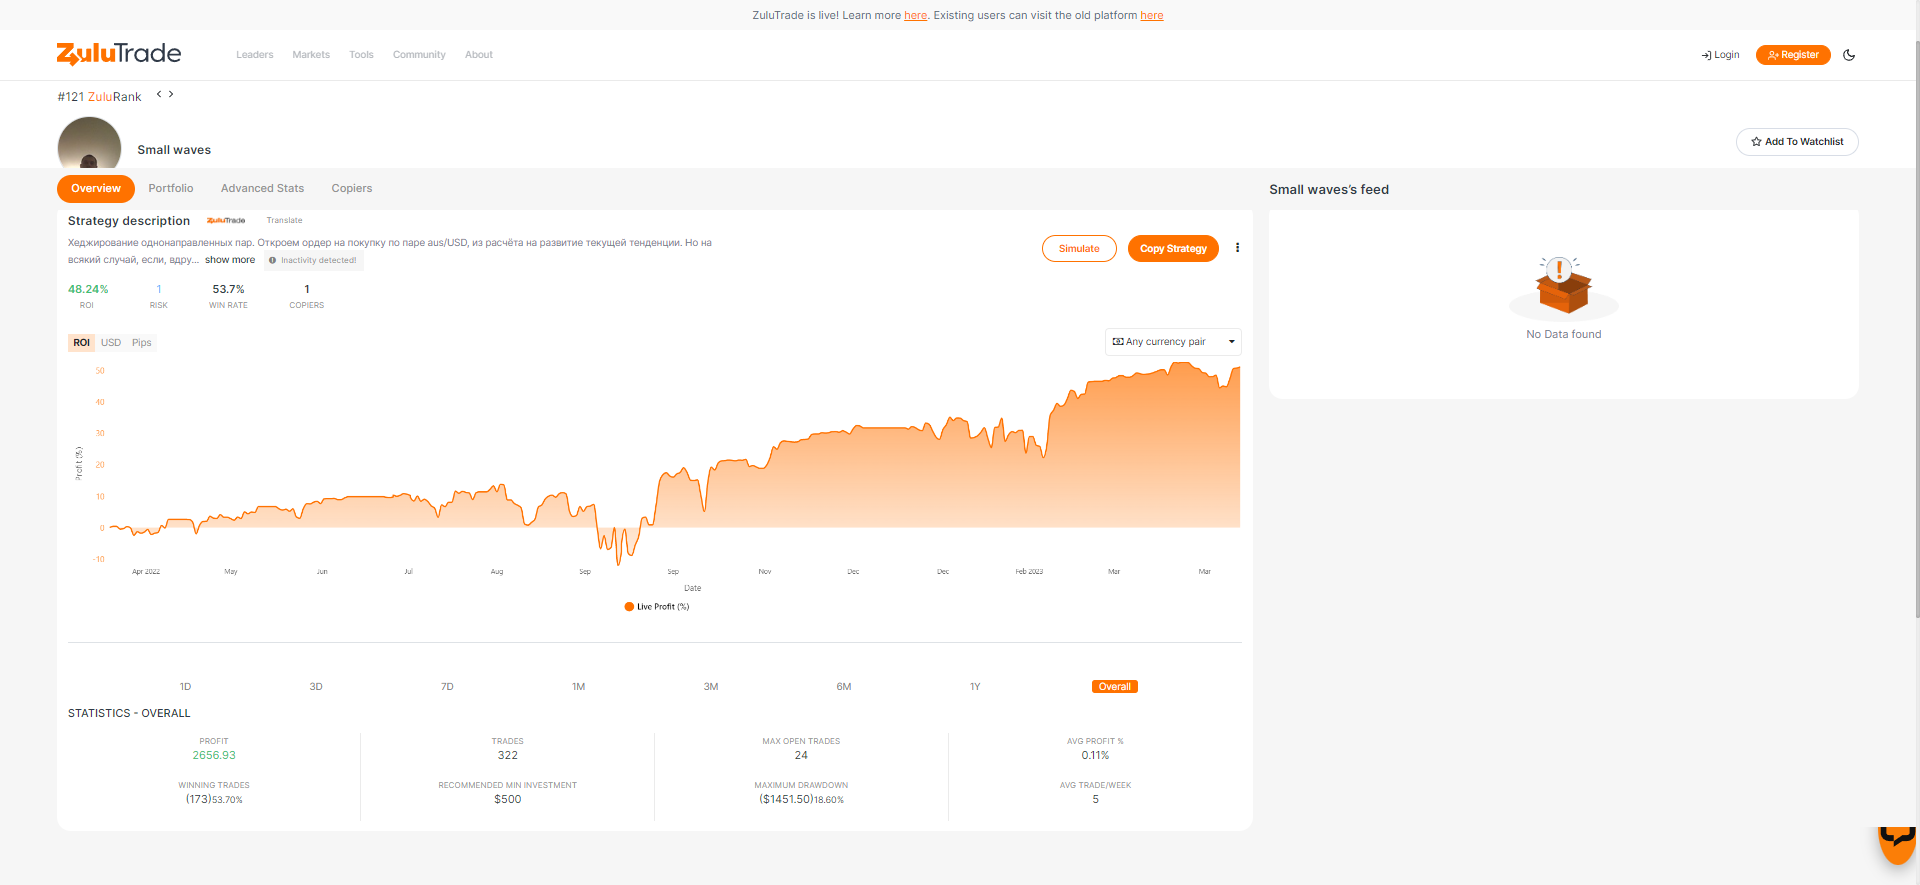 ZuluTrade is live! Learn more here. Existing users can visit the old platform here
ZuluTrade
Leaders Markets Tools Community About
Login Register
#121 ZuluRank
Small waves
Add To Watchlist
Overview Portfolio Advanced Stats Copiers
Small waves's feed
Strategy description ZuluTrade Translate
Хеджирование однонаправленных пар. Откроем ордер на покупку по паре aus/USD, из расчёта на развитие текущей тенденции. Но на
всякий случай, если, вдру... show more Inactivity detected!
Simulate Copy Strategy
48.24% 1 53.7% 1
ROI RISK WIN RATE COPIERS
No Data found
ROI USD Pips
Any currency pair
50
40
30
20
10
0
-10
Profit (%)
Apr 2022 May Jun Jul Aug Sep Sep Nov Dec Dec Feb 2023 Mar Mar
Date
Live Profit (%)
1D 3D 7D 1M 3M 6M 1Y Overall
STATISTICS - OVERALL
PROFIT TRADES MAX OPEN TRADES AVG PROFIT %
2656.93 322 24 0.11%
WINNING TRADES RECOMMENDED MIN INVESTMENT MAXIMUM DRAWDOWN AVG TRADE/WEEK
(173)53.70% $500 ($1451.50)18.60% 5